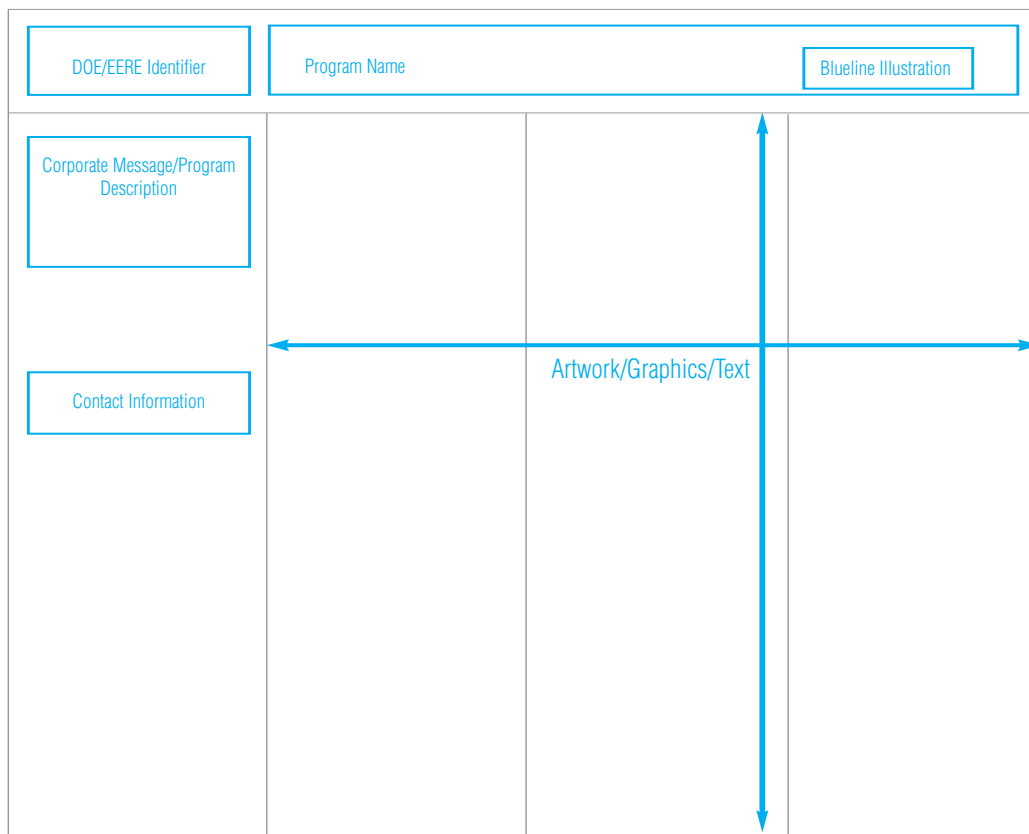 DOE/EERE Identifier
Program Name
Blueline Illustration
Corporate Message/Program
Description
Artwork/Graphics/Text
Contact Information